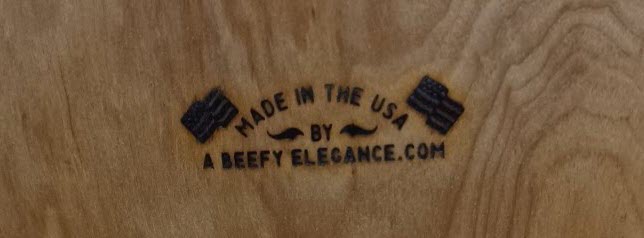 MADE IN THE USA
BY
A BEEFY ELEGANCE.COM